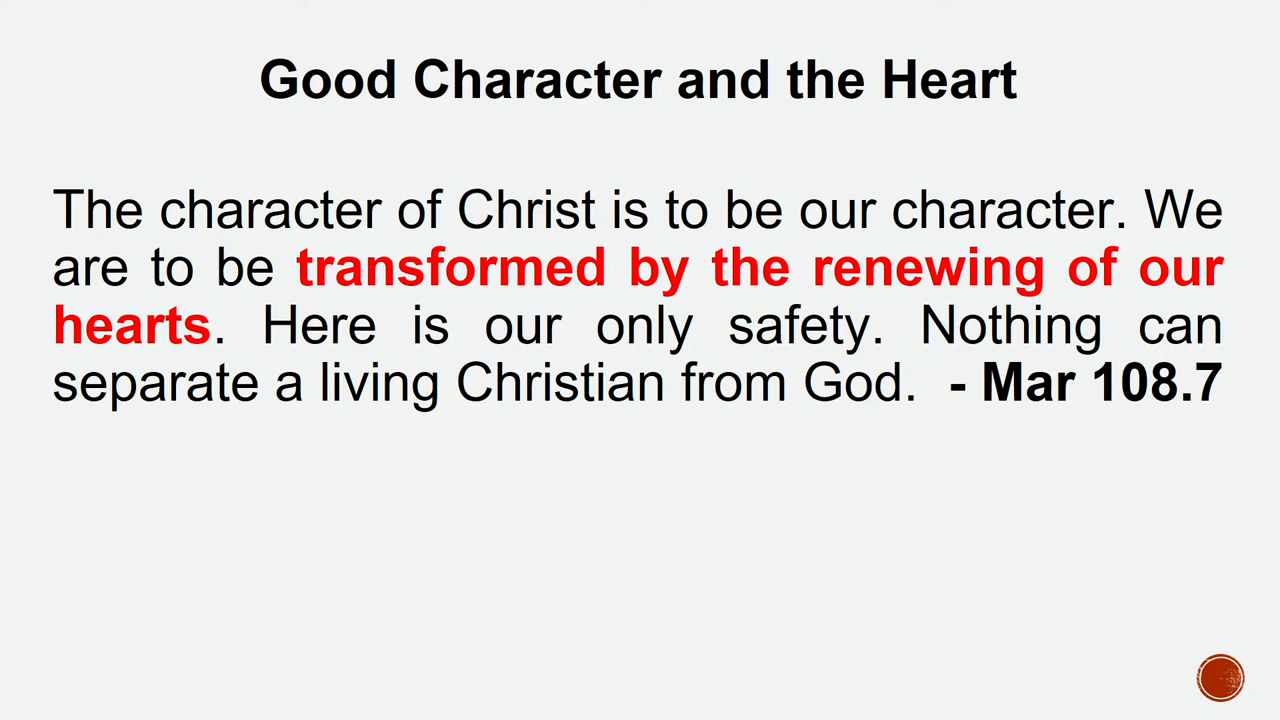 Good Character and the Heart
The character of Christ is to be our character. We
are to be transformed by the renewing of our
hearts. Here is our only safety. Nothing can
separate a living Christian from God. - Mar 108.7